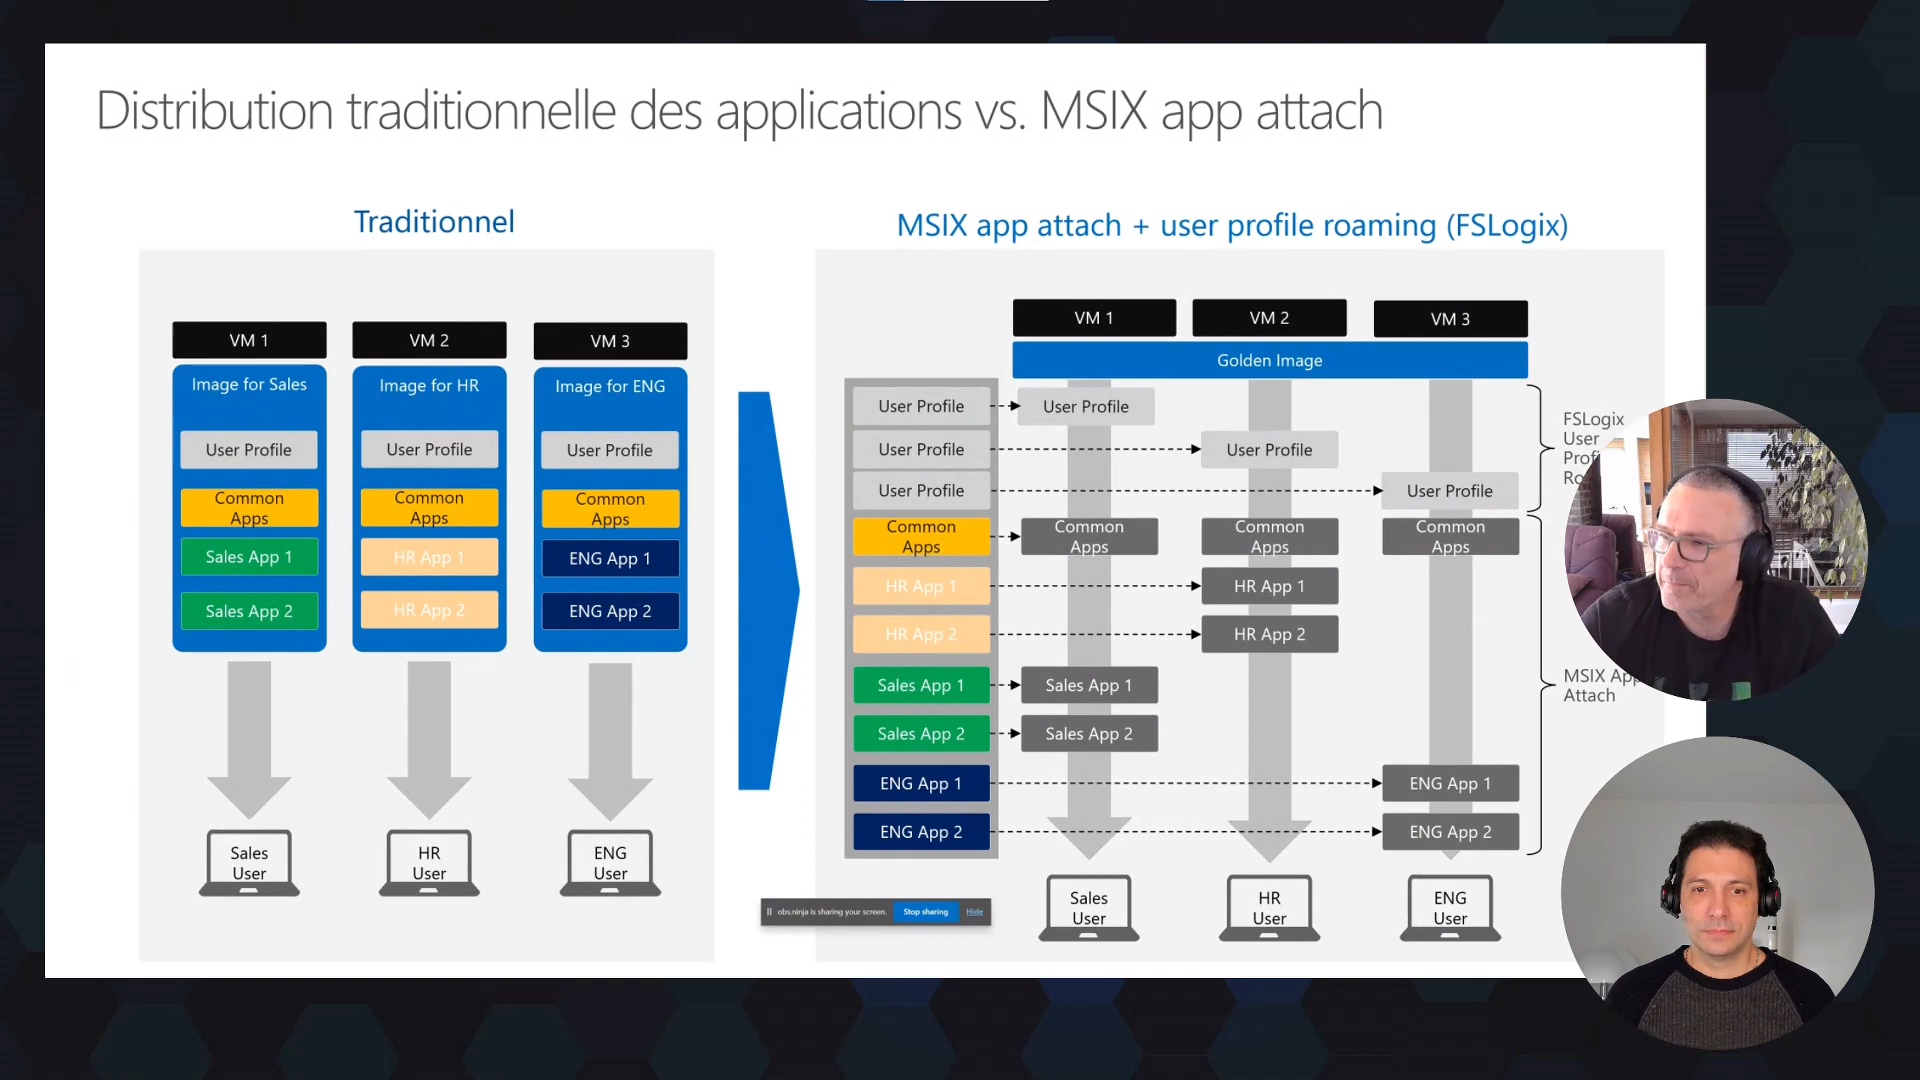 Distribution traditionnelle des applications vs. MSIX app attach
Traditionnel
VM 1
VM 2
VM 3
Image for Sales
Image for HR
Image for ENG
User Profile
User Profile
User Profile
Common
Apps
Common
Apps
Common
Apps
Sales App 1
HR App 1
ENG App 1
Sales App 2
HR App 2
ENG App 2
Sales
User
HR
User
ENG
User
MSIX app attach + user profile roaming (FSLogix)
VM 1
VM 2
VM 3
Golden Image
User Profile
User Profile
User Profile
User Profile
User Profile
User Profile
Common
Apps
Common
Apps
Common
Apps
Common
Apps
HR App 1
HR App 1
HR App 2
HR App 2
Sales App 1
Sales App 1
Sales App 2
Sales App 2
ENG App 1
ENG App 1
ENG App 2
ENG App 2
Sales
User
HR
User
ENG
User
FSLogix
User
MSIX App
Attach
obs.ninja is sharing your screen.
Stop sharing
Hide